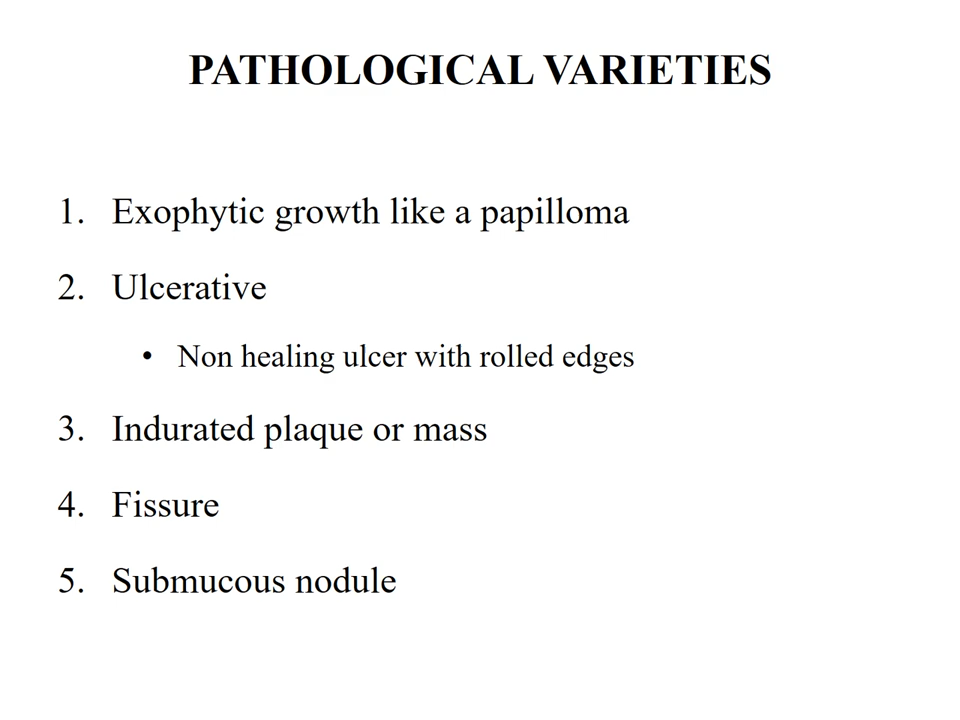 PATHOLOGICAL VARIETIES
1. Exophytic growth like a papilloma
2. Ulcerative
• Non healing ulcer with rolled edges
3. Indurated plaque or mass
4. Fissure
5. Submucous nodule